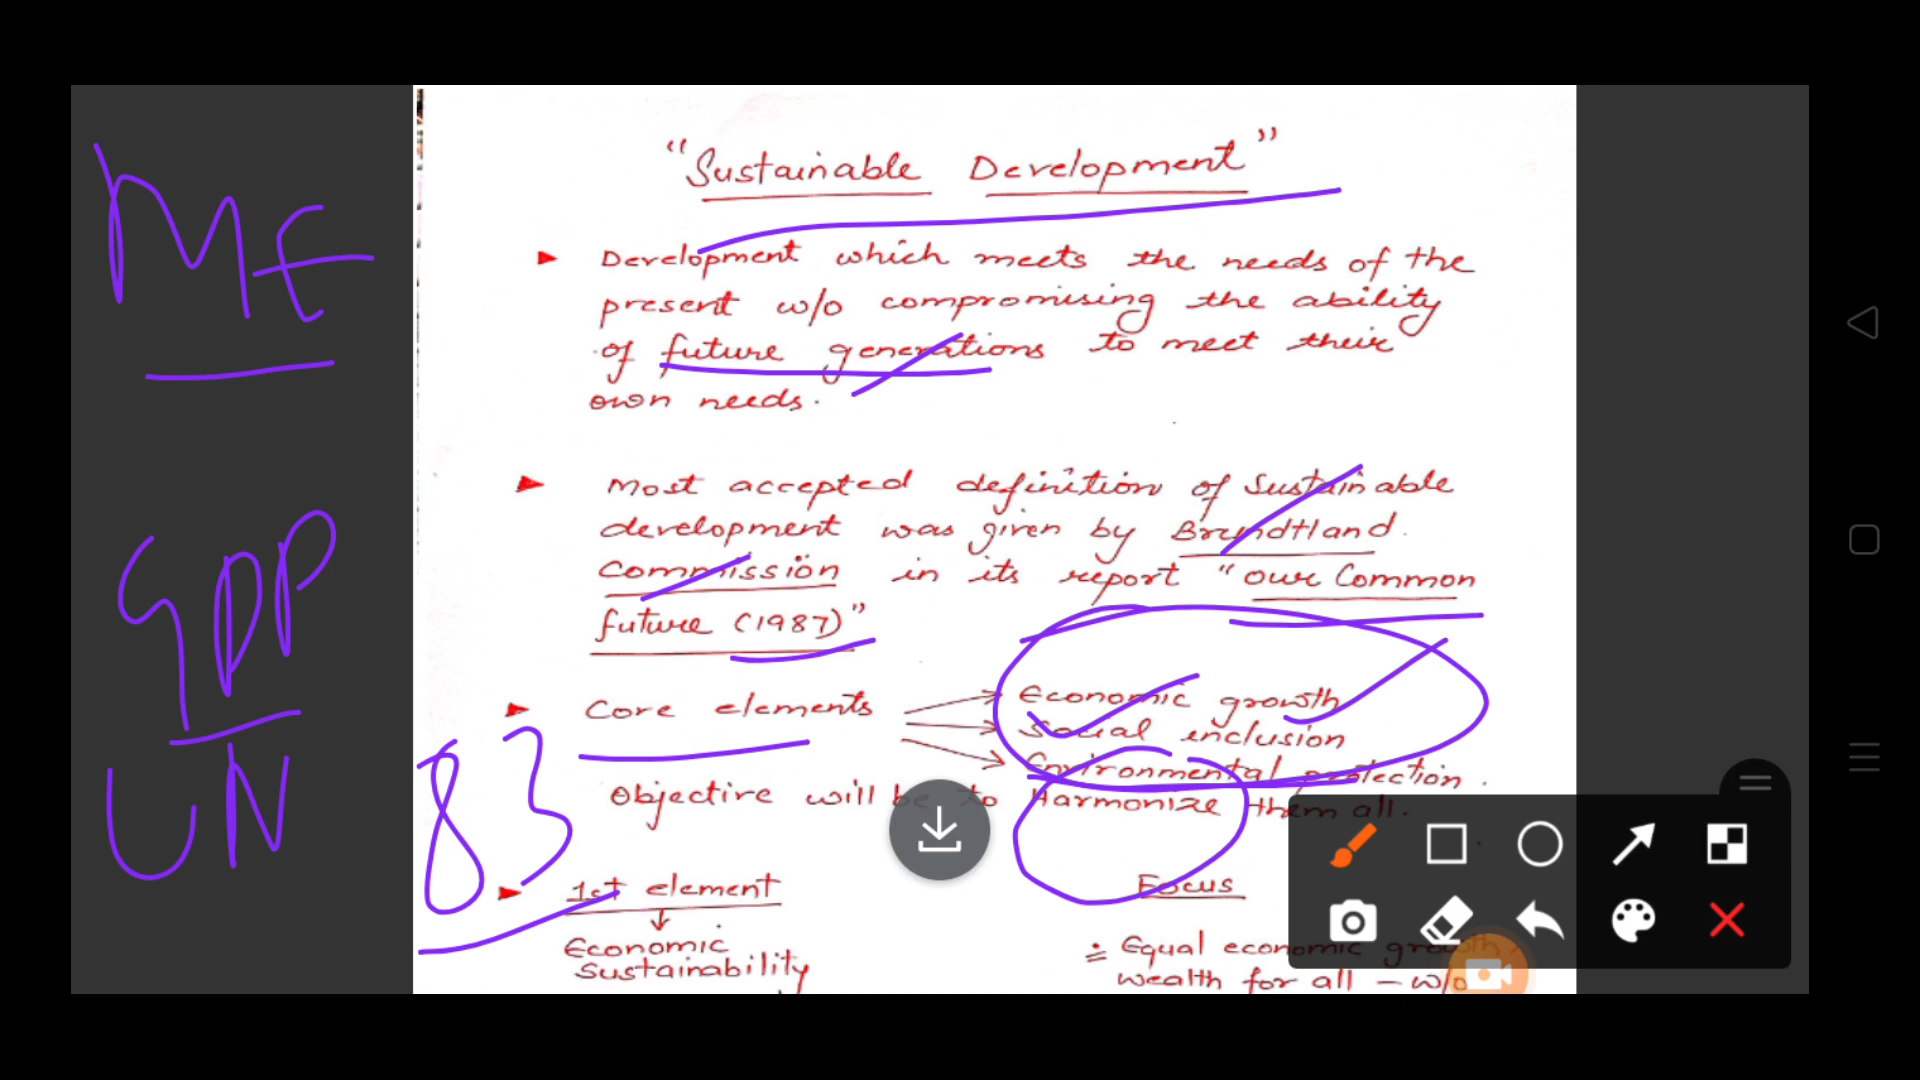 "Sustainable Development"
Development which meets the needs of the
present w/o compromising the ability
of future generations to meet their
own needs.
Most accepted definition of Sustainable
development was given by Brundtland
Commission in its report "our Common
future (1987)"
Core elements
Economic growth
Social inclusion
Environmental protection.
Objective will be to Harmonize them all.
1st element
Economic
Sustainability
Focus
Equal economic growth
wealth for all - w/o
ME
UN
83